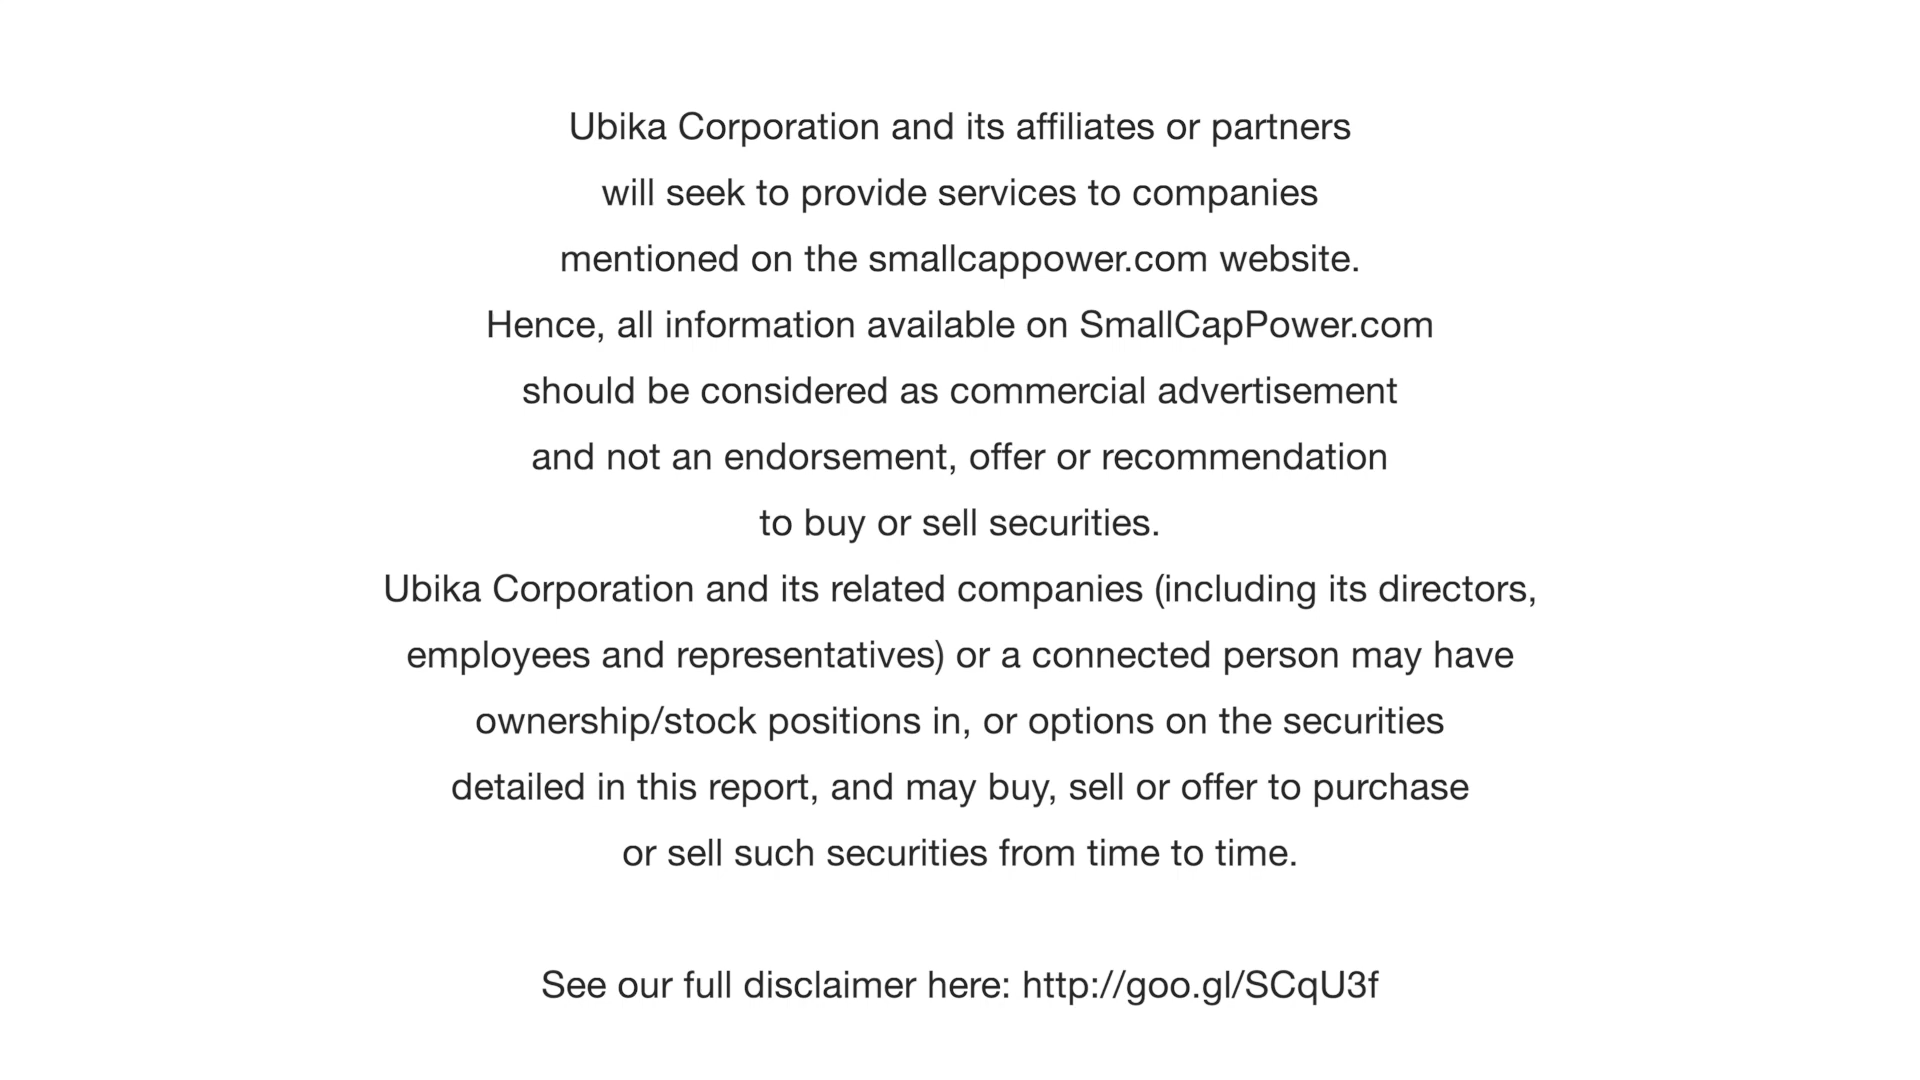 Ubika Corporation and its affiliates or partners
will seek to provide services to companies
mentioned on the smallcappower.com website.
Hence, all information available on SmallCapPower.com
should be considered as commercial advertisement
and not an endorsement, offer or recommendation
to buy or sell securities.
Ubika Corporation and its related companies (including its directors,
employees and representatives) or a connected person may have
ownership/stock positions in, or options on the securities
detailed in this report, and may buy, sell or offer to purchase
or sell such securities from time to time.
See our full disclaimer here: http://goo.gl/SCqU3f